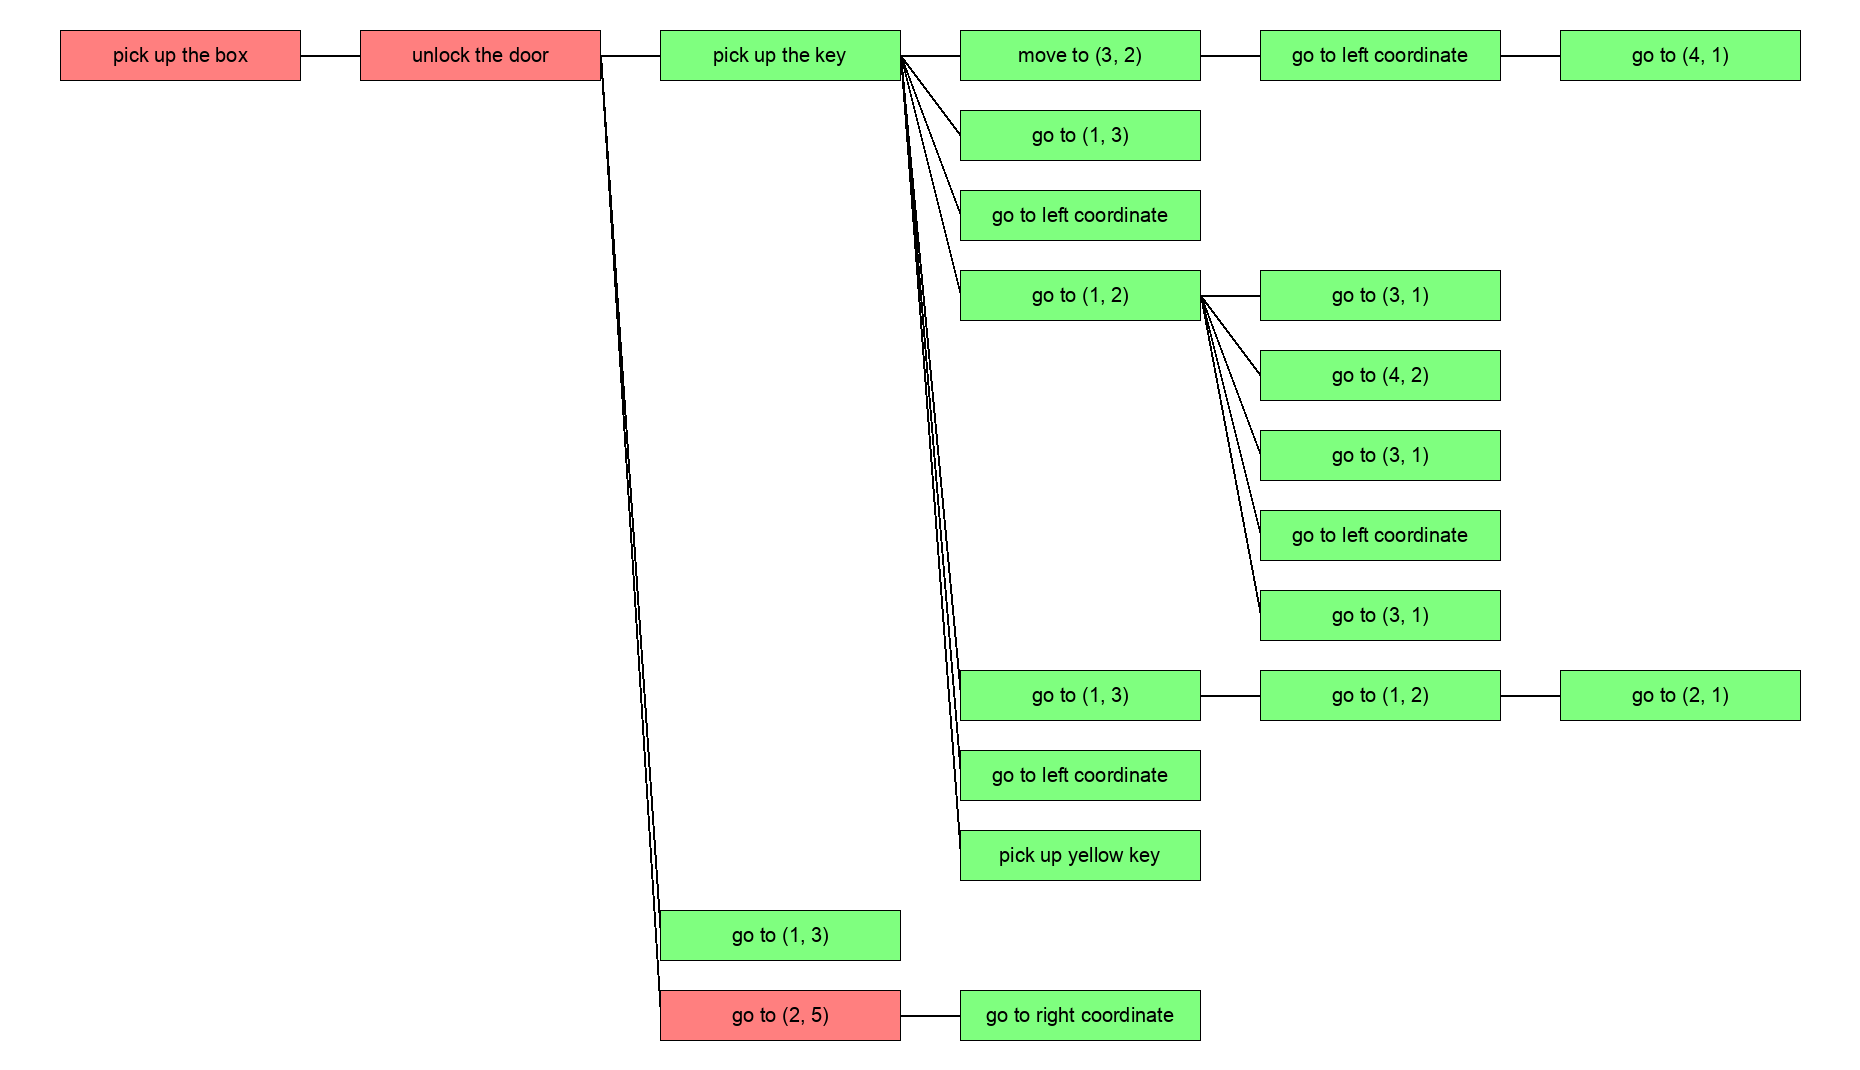 pick up the box
unlock the door
pick up the key
move to (3, 2)
go to left coordinate
go to (4, 1)
go to (1, 3)
go to left coordinate
go to (1, 2)
go to (3, 1)
go to (4, 2)
go to (3, 1)
go to left coordinate
go to (3, 1)
go to (1, 3)
go to (1, 2)
go to (2, 1)
go to left coordinate
pick up yellow key
go to (1, 3)
go to (2, 5)
go to right coordinate